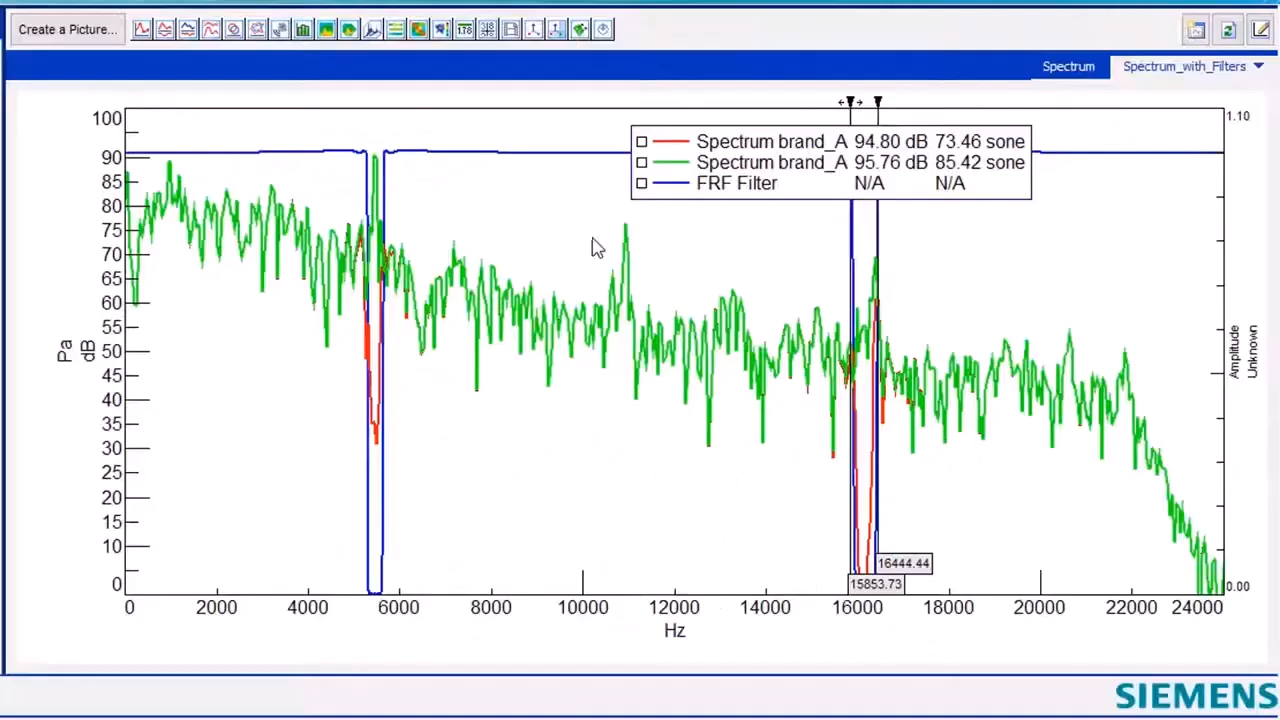 Create a Picture...
1.78
Spectrum
Spectrum_with_Filters
100
90
85
80
75
70
65
60
55
50
45
40
35
30
25
20
15
10
0
Pa
dB
Spectrum brand_A 94.80 dB 73.46 sone
Spectrum brand_A 95.76 dB 85.42 sone
FRF Filter N/A N/A
1.10
Amplitude
Unknown
0.00
16444.44
15853.73
0 2000 4000 6000 8000 10000 12000 14000 16000 18000 20000 22000 24000
Hz
SIEMENS